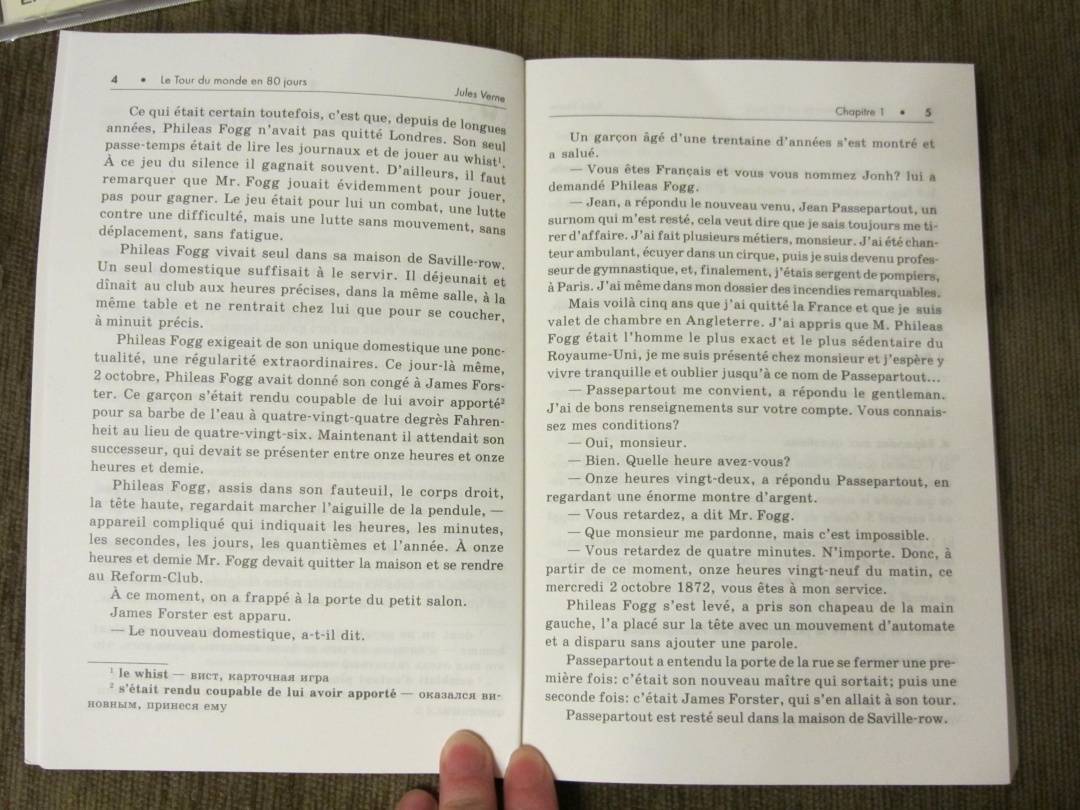 4 • Le Tour du monde en 80 jours
Jules Verne
Ce qui était certain toutefois, c'est que, depuis de longues
années, Phileas Fogg n'avait pas quitté Londres. Son seul
passe-temps était de lire les journaux et de jouer au whist¹.
À ce jeu du silence il gagnait souvent. D'ailleurs, il faut
remarquer que Mr. Fogg jouait évidemment pour jouer,
pas pour gagner. Le jeu était pour lui un combat, une lutte
contre une difficulté, mais une lutte sans mouvement, sans
déplacement, sans fatigue.
Phileas Fogg vivait seul dans sa maison de Saville-row.
Un seul domestique suffisait à le servir. Il déjeunait et
dînait au club aux heures précises, dans la même salle, à la
même table et ne rentrait chez lui que pour se coucher,
à minuit précis.
Phileas Fogg exigeait de son unique domestique une ponc-
tualité, une régularité extraordinaires. Ce jour-là même,
2 octobre, Phileas Fogg avait donné son congé à James Fors-
ter. Ce garçon s'était rendu coupable de lui avoir apporté²
pour sa barbe de l'eau à quatre-vingt-quatre degrès Fahren-
heit au lieu de quatre-vingt-six. Maintenant il attendait son
successeur, qui devait se présenter entre onze heures et onze
heures et demie.
Phileas Fogg, assis dans son fauteuil, le corps droit,
la tête haute, regardait marcher l'aiguille de la pendule, —
appareil compliqué qui indiquait les heures, les minutes,
les secondes, les jours, les quantièmes et l'année. À onze
heures et demie Mr. Fogg devait quitter la maison et se rendre
au Reform-Club.
À ce moment, on a frappé à la porte du petit salon.
James Forster est apparu.
— Le nouveau domestique, a-t-il dit.
¹ le whist — вист, карточная игра
² s'était rendu coupable de lui avoir apporté — оказался ви-
новным, принеся ему
Chapitre 1 • 5
Un garçon âgé d'une trentaine d'années s'est montré et
a salué.
— Vous êtes Français et vous vous nommez Jonh? lui a
demandé Phileas Fogg.
— Jean, a répondu le nouveau venu, Jean Passepartout, un
surnom qui m'est resté, cela veut dire que je sais toujours me ti-
rer d'affaire. J'ai fait plusieurs métiers, monsieur. J'ai été chan-
teur ambulant, écuyer dans un cirque, puis je suis devenu profes-
seur de gymnastique, et, finalement, j'étais sergent de pompiers,
à Paris. J'ai même dans mon dossier des incendies remarquables.
Mais voilà cinq ans que j'ai quitté la France et que je suis
valet de chambre en Angleterre. J'ai appris que M. Phileas
Fogg était l'homme le plus exact et le plus sédentaire du
Royaume-Uni, je me suis présenté chez monsieur et j'espère y
vivre tranquille et oublier jusqu'à ce nom de Passepartout...
— Passepartout me convient, a répondu le gentleman.
J'ai de bons renseignements sur votre compte. Vous connais-
sez mes conditions?
— Oui, monsieur.
— Bien. Quelle heure avez-vous?
— Onze heures vingt-deux, a répondu Passepartout, en
regardant une énorme montre d'argent.
— Vous retardez, a dit Mr. Fogg.
— Que monsieur me pardonne, mais c'est impossible.
— Vous retardez de quatre minutes. N'importe. Donc, à
partir de ce moment, onze heures vingt-neuf du matin, ce
mercredi 2 octobre 1872, vous êtes à mon service.
Phileas Fogg s'est levé, a pris son chapeau de la main
gauche, l'a placé sur la tête avec un mouvement d'automate
et a disparu sans ajouter une parole.
Passepartout a entendu la porte de la rue se fermer une pre-
mière fois: c'était son nouveau maître qui sortait; puis une
seconde fois: c'était James Forster, qui s'en allait à son tour.
Passepartout est resté seul dans la maison de Saville-row.